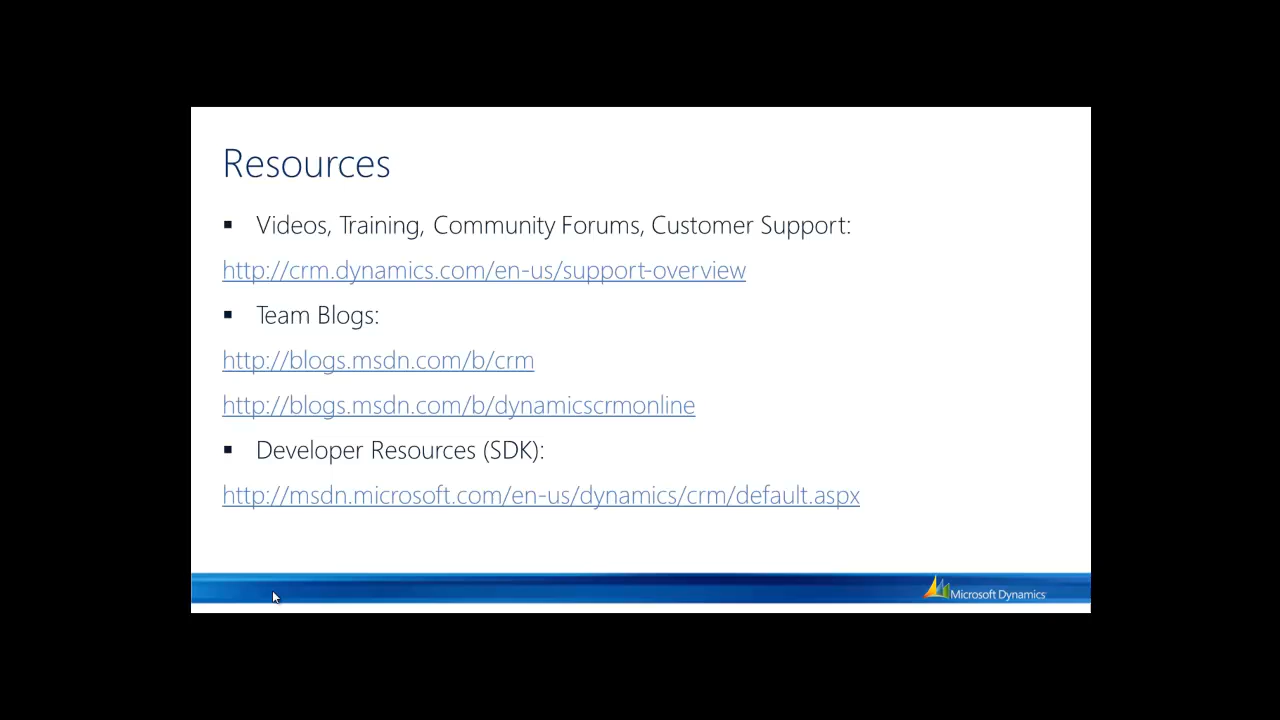 Resources
▪ Videos, Training, Community Forums, Customer Support:
http://crm.dynamics.com/en-us/support-overview
▪ Team Blogs:
http://blogs.msdn.com/b/crm
http://blogs.msdn.com/b/dynamicscrmonline
▪ Developer Resources (SDK):
http://msdn.microsoft.com/en-us/dynamics/crm/default.aspx
Microsoft Dynamics